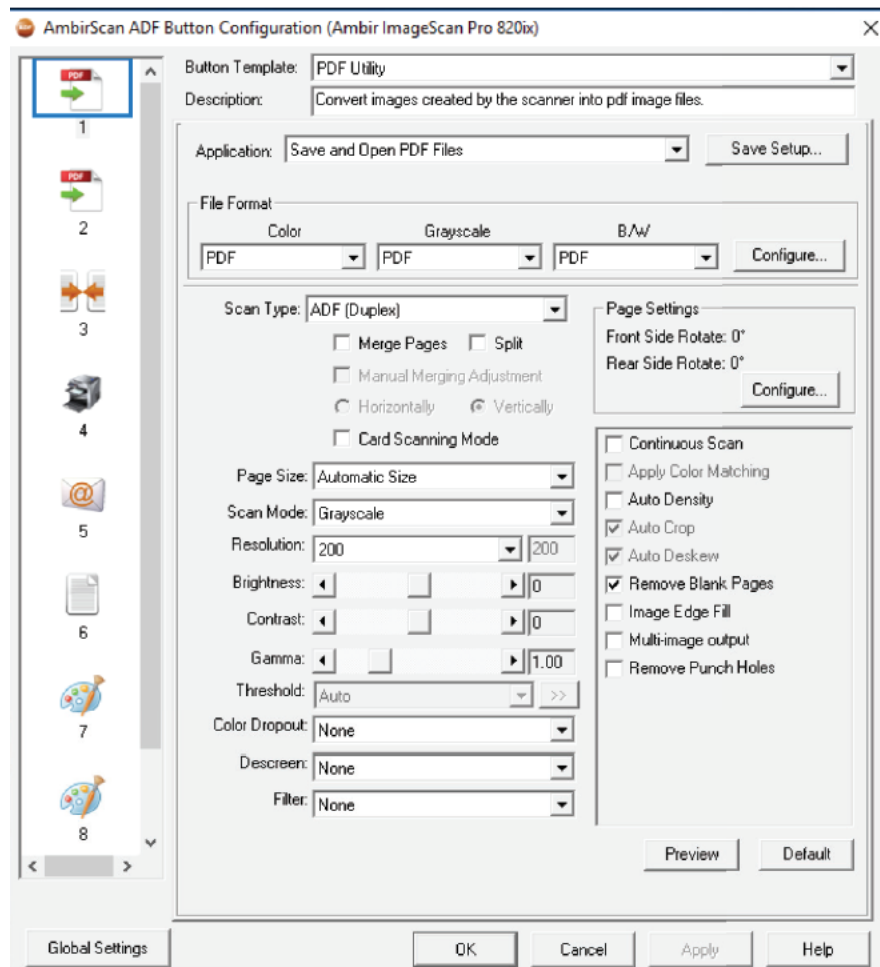 AmbirScan ADF Button Configuration (Ambir ImageScan Pro 820ix)
PDF
1
PDF
2
3
4
5
6
7
8
Button Template: PDF Utility
Description: Convert images created by the scanner into pdf image files.
Application: Save and Open PDF Files Save Setup...
File Format
Color Grayscale B/W
PDF PDF PDF Configure...
Scan Type: ADF (Duplex)
Merge Pages Split
Manual Merging Adjustment
Horizontally Vertically
Card Scanning Mode
Page Size: Automatic Size
Scan Mode: Grayscale
Resolution: 200 200
Brightness: 0
Contrast: 0
Gamma: 1.00
Threshold: Auto >>
Color Dropout: None
Descreen: None
Filter: None
Page Settings
Front Side Rotate: 0°
Rear Side Rotate: 0°
Configure...
Continuous Scan
Apply Color Matching
Auto Density
Auto Crop
Auto Deskew
Remove Blank Pages
Image Edge Fill
Multi-image output
Remove Punch Holes
Preview Default
Global Settings OK Cancel Apply Help